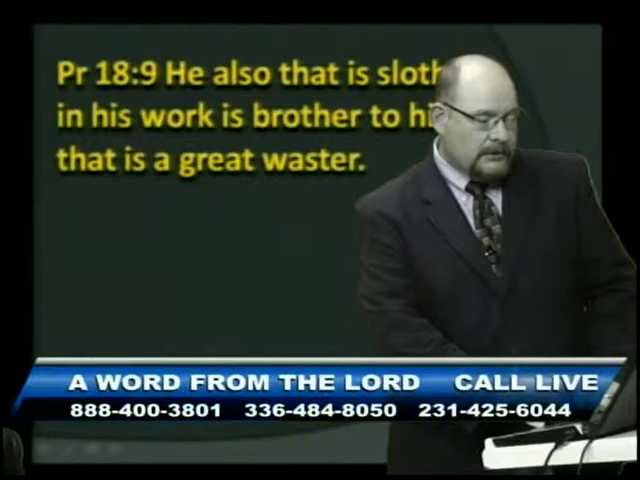 Pr 18:9 He also that is sloth
in his work is brother to hi
that is a great waster.
A WORD FROM THE LORD CALL LIVE
888-400-3801 336-484-8050 231-425-6044